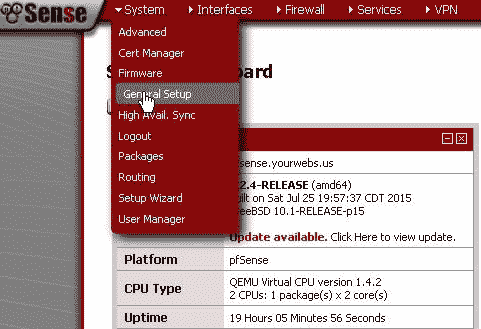 Sense
System
Interfaces
Firewall
Services
VPN
Advanced
Cert Manager
Firmware
General Setup
High Avail. Sync
Logout
Packages
Routing
Setup Wizard
User Manager
S
board
sense.yourwebs.us
2.4-RELEASE (amd64)
uilt on Sat Jul 25 19:57:37 CDT 2015
reeBSD 10.1-RELEASE-p15
Update available. Click Here to view update.
Platform pfSense
CPU Type QEMU Virtual CPU version 1.4.2
2 CPUs: 1 package(s) x 2 core(s)
Uptime 19 Hours 05 Minutes 56 Seconds